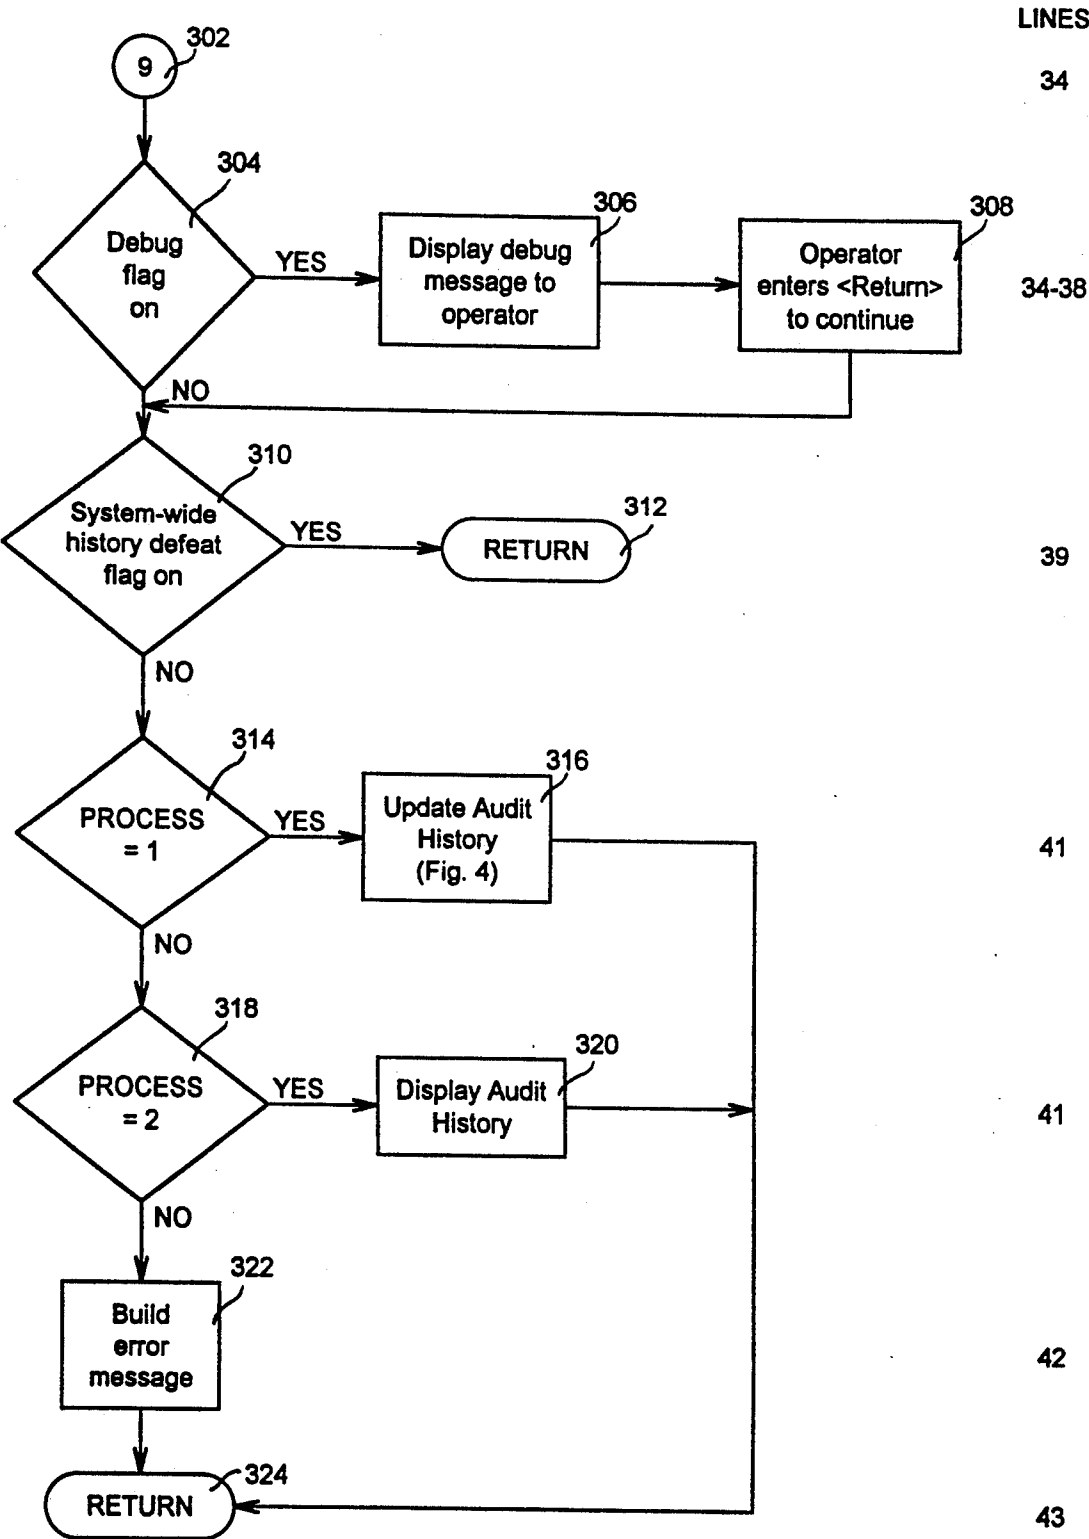 LINES
302
9
34
304
Debug
flag
on
YES
306
Display debug
message to
operator
308
Operator
enters <Return>
to continue
34-38
NO
310
System-wide
history defeat
flag on
YES
312
RETURN
39
NO
314
PROCESS
= 1
YES
316
Update Audit
History
(Fig. 4)
41
NO
318
PROCESS
= 2
YES
320
Display Audit
History
41
NO
322
Build
error
message
42
324
RETURN
43